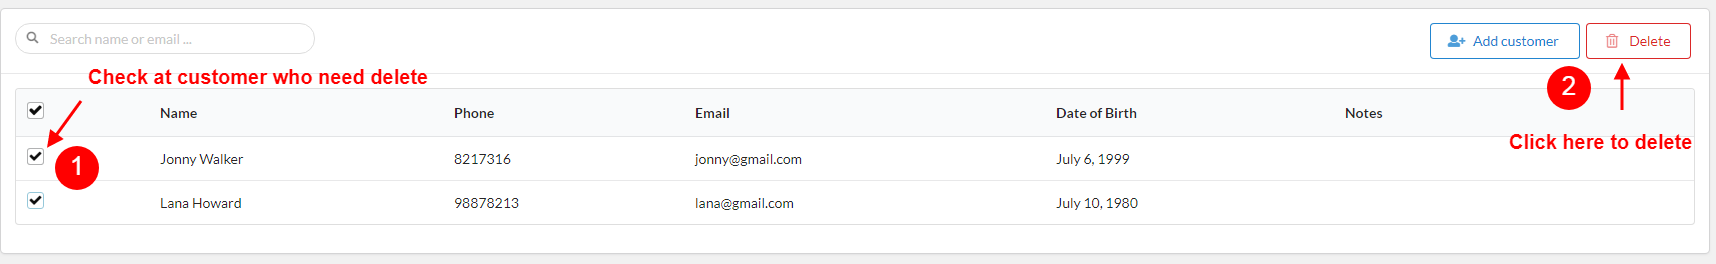 Search name or email ...
Add customer
Delete
Check at customer who need delete
2
Name Phone Email Date of Birth Notes
Click here to delete
1
Jonny Walker 8217316 jonny@gmail.com July 6, 1999
Lana Howard 98878213 lana@gmail.com July 10, 1980